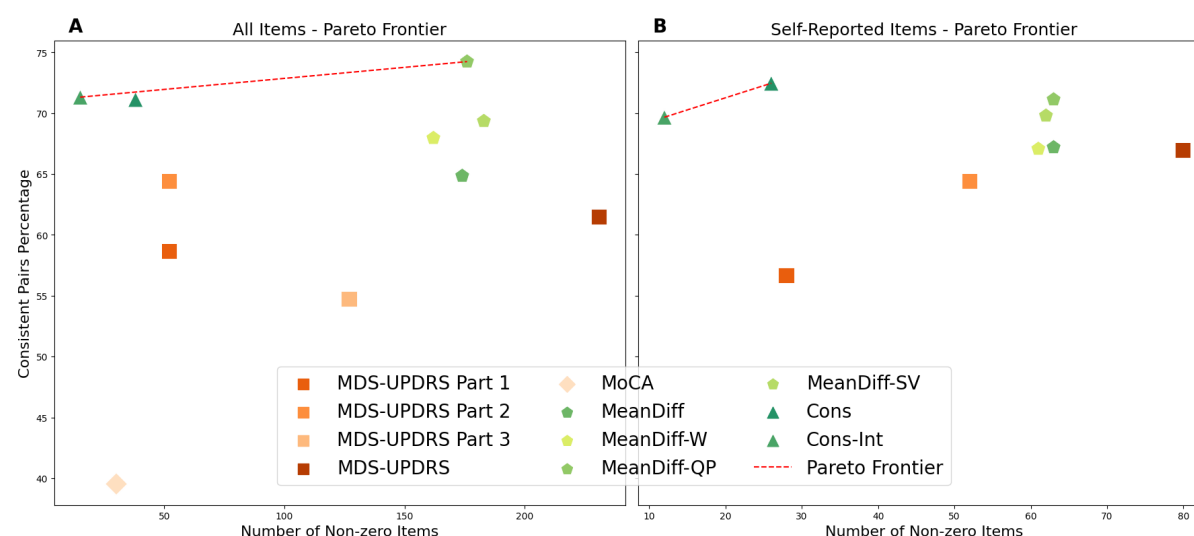 A
All Items - Pareto Frontier
B
Self-Reported Items - Pareto Frontier
Consistent Pairs Percentage
75
70
65
60
55
50
45
40
50
100
150
200
Number of Non-zero Items
10
20
30
40
50
60
70
80
Number of Non-zero Items
MDS-UPDRS Part 1
MDS-UPDRS Part 2
MDS-UPDRS Part 3
MDS-UPDRS
MoCA
MeanDiff
MeanDiff-W
MeanDiff-QP
MeanDiff-SV
Cons
Cons-Int
Pareto Frontier